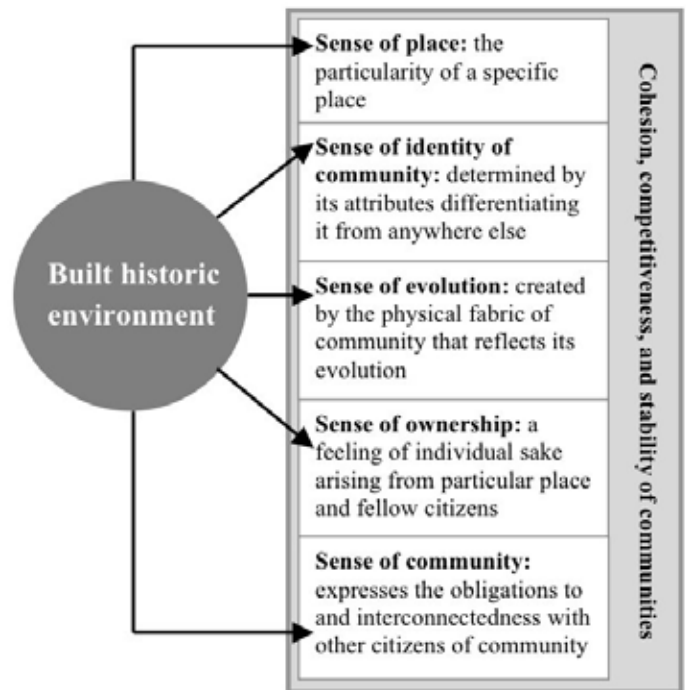 Sense of place: the
particularity of a specific
place
Sense of identity of
community: determined by
its attributes differentiating
it from anywhere else
Built historic
environment
Sense of evolution: created
by the physical fabric of
community that reflects its
evolution
Sense of ownership: a
feeling of individual sake
arising from particular place
and fellow citizens
Sense of community:
expresses the obligations to
and interconnectedness with
other citizens of community
Cohesion, competitiveness, and stability of communities